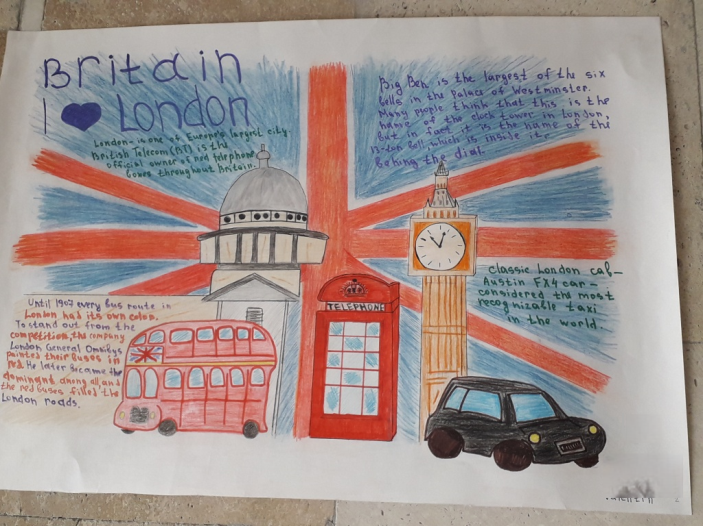 Britain
I London
London - is one of Europe's largest city.
British Telecom (BT) is the
official owner of red telephone
boxes throughout Britain.
Big Ben is the largest of the six
bells in the Palace of Westminster.
Many people think that this is the
name of the clock tower in London,
but in fact it is the name of the
13-ton bell, which is inside it
behing the dial.
TELEPHONE
Classic London cab-
Austin FX4 car-
considered the most
recognizable taxi
in the world.
Until 1907 every bus route in
London had its own color.
To stand out from the
competition, the company
London General Omnibus
painted their buses in
red. He later became the
dominand among all and
the red buses filled the
London roads.